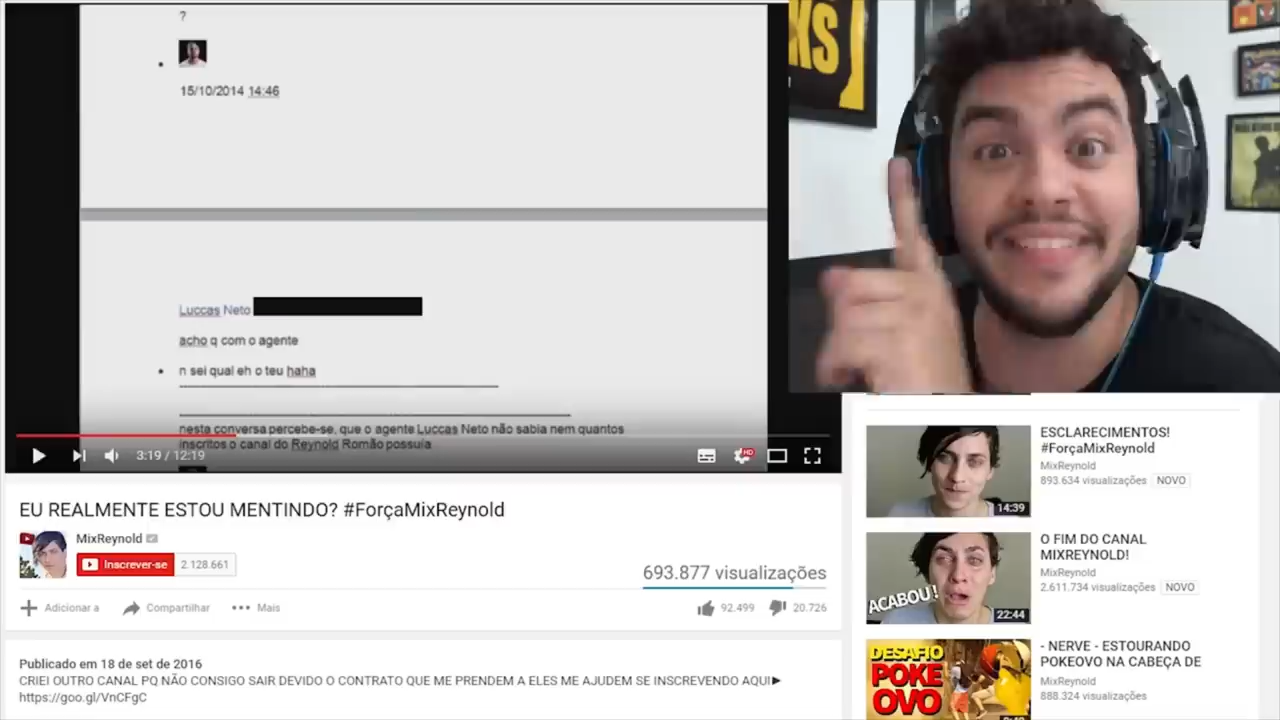 ?
15/10/2014 14:46
Luccas Neto
acho q com o agente
n sei qual eh o teu haha
nesta conversa percebe-se, que o agente Luccas Neto não sabia nem quantos
inscritos o canal do Reynold Romão possuía
3:19 / 12:19
HD
EU REALMENTE ESTOU MENTINDO? #ForçaMixReynold
MixReynold
Inscrever-se 2.128.661
693.877 visualizações
Adicionar a Compartilhar Mais 92.499 20.726
Publicado em 18 de set de 2016
CRIEI OUTRO CANAL PQ NÃO CONSIGO SAIR DEVIDO O CONTRATO QUE ME PRENDEM A ELES ME AJUDEM SE INSCREVENDO AQUI►
https://goo.gl/VnCFgC
KS
ESCLARECIMENTOS!
#ForçaMixReynold
MixReynold
893.634 visualizações NOVO
14:39
O FIM DO CANAL
MIXREYNOLD!
MixReynold
2.611.734 visualizações NOVO
ACABOU!
22:44
- NERVE - ESTOURANDO
POKEOVO NA CABEÇA DE
MixReynold
888.324 visualizações
DESAFIO
POKE
OVO